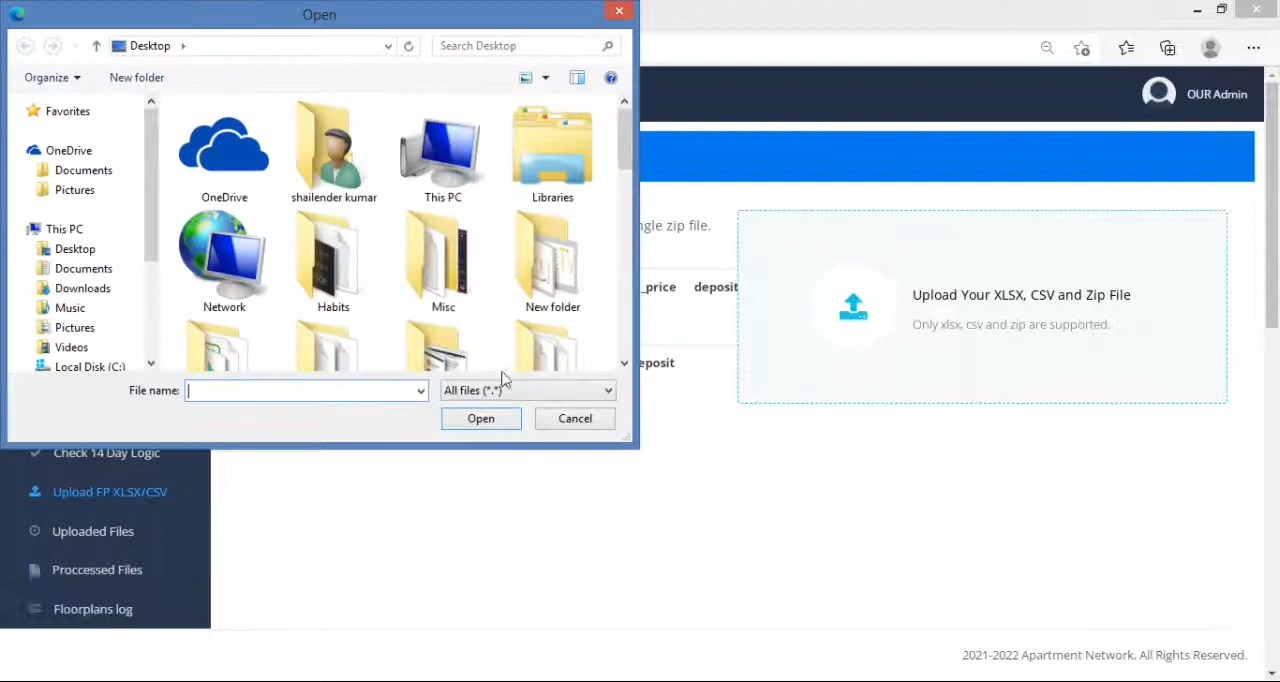 Open
Desktop
Search Desktop
Organize
New folder
Favorites
OneDrive
Documents
Pictures
This PC
Desktop
Documents
Downloads
Music
Pictures
Videos
Local Disk (C:)
OneDrive
shailender kumar
This PC
Libraries
Network
Habits
Misc
New folder
File name:
All files (*.*)
Open
Cancel
OUR Admin
ngle zip file.
_price deposit
eposit
Upload Your XLSX, CSV and Zip File
Only xlsx, csv and zip are supported.
Check 14 Day Logic
Upload FP XLSX/CSV
Uploaded Files
Proccessed Files
Floorplans log
2021-2022 Apartment Network. All Rights Reserved.